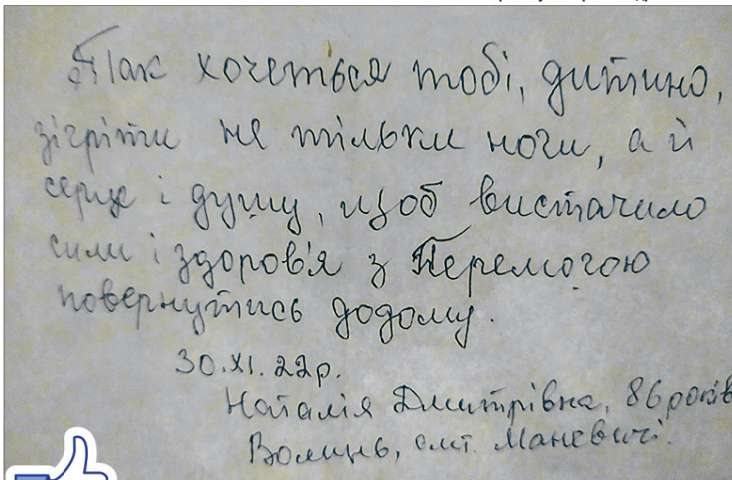 Так хочеться тобі, дитино,
зігріти не тільки ноги, а й
серце і душу, щоб вистачило
сили і здоров'я з Перемогою
повернутись додому.
30.XI.22р.
Наталія Дмитрівна, 86 років
Волинь, смт. Маневичі.